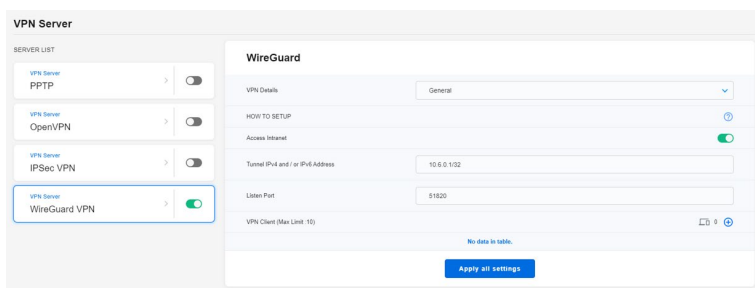 VPN Server
SERVER LIST
VPN Server
PPTP
VPN Server
OpenVPN
VPN Server
IPSec VPN
VPN Server
WireGuard VPN
WireGuard
VPN Details
General
HOW TO SETUP
Access Intranet
Tunnel IPv4 and / or IPv6 Address
10.6.0.1/32
Listen Port
51820
VPN Client (Max Limit :10)
0
No data in table.
Apply all settings